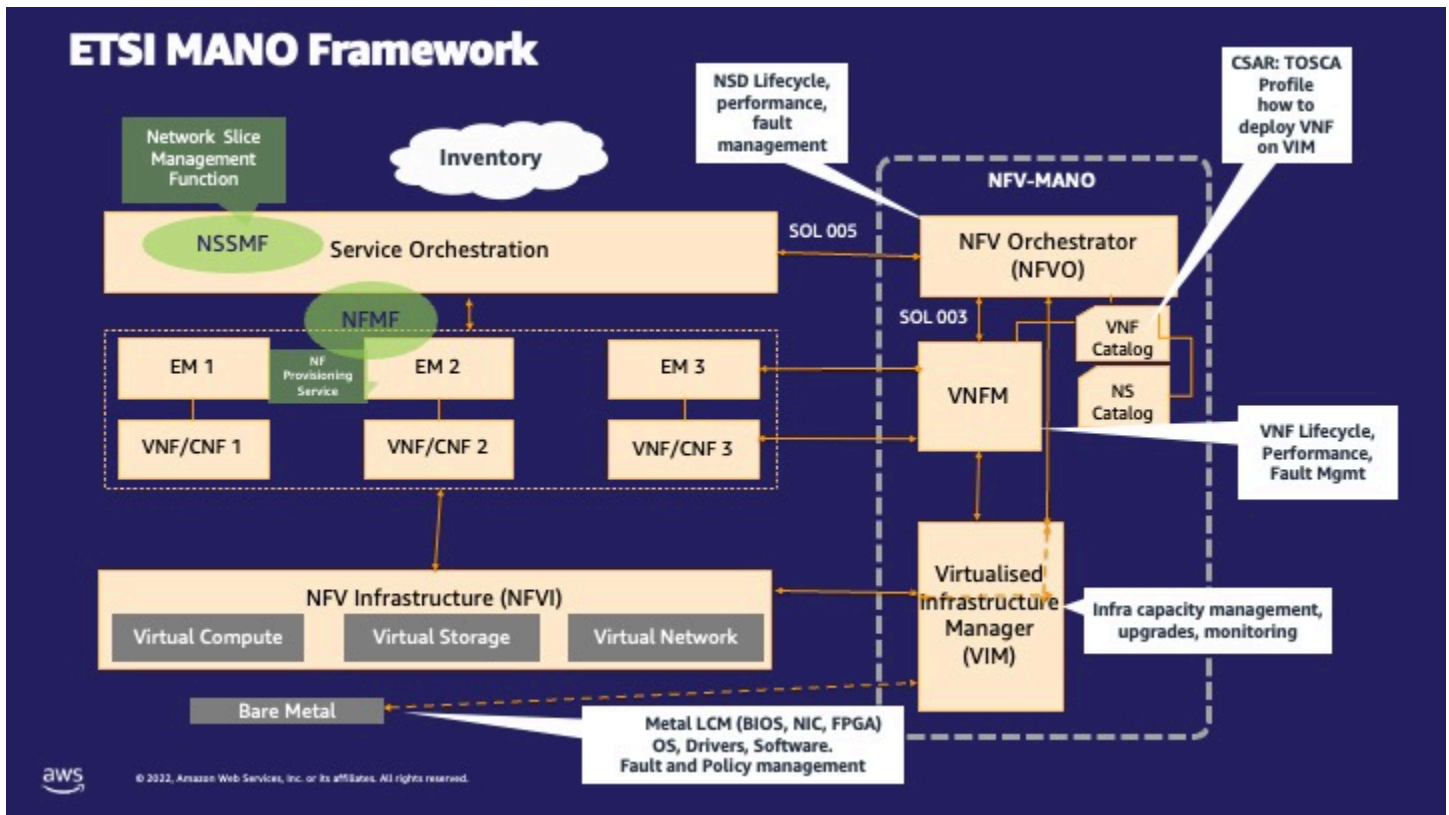 ETSI MANO Framework
Network Slice
Management
Function
Inventory
NSD Lifecycle,
performance,
fault
management
CSAR: TOSCA
Profile
how to
deploy VNF
on VIM
NFV-MANO
NSSMF
Service Orchestration
SOL 005
NFV Orchestrator
(NFVO)
NFMF
SOL 003
VNF
Catalog
EM 1
NF
Provisioning
Service
EM 2
EM 3
VNFM
NS
Catalog
VNF/CNF 1
VNF/CNF 2
VNF/CNF 3
VNF Lifecycle,
Performance,
Fault Mgmt
NFV Infrastructure (NFVI)
Virtual Compute
Virtual Storage
Virtual Network
Virtualised
infrastructure
Manager
(VIM)
Infra capacity management,
upgrades, monitoring
Bare Metal
Metal LCM (BIOS, NIC, FPGA)
OS, Drivers, Software.
Fault and Policy management
aws
© 2022, Amazon Web Services, Inc. or its affiliates. All rights reserved.